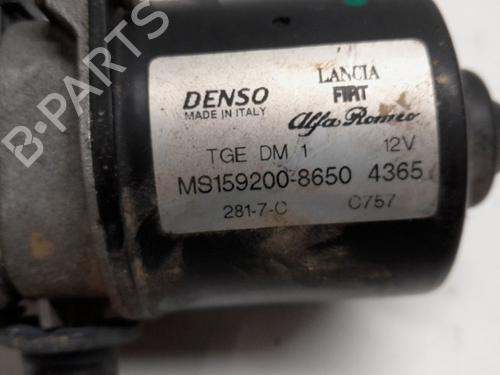 B-PARTS
DENSO
MADE IN ITALY
LANCIA
FIAT
Alfa Romeo
TGE DM 1 12V
MS159200-8650 4365
281-7-C C757